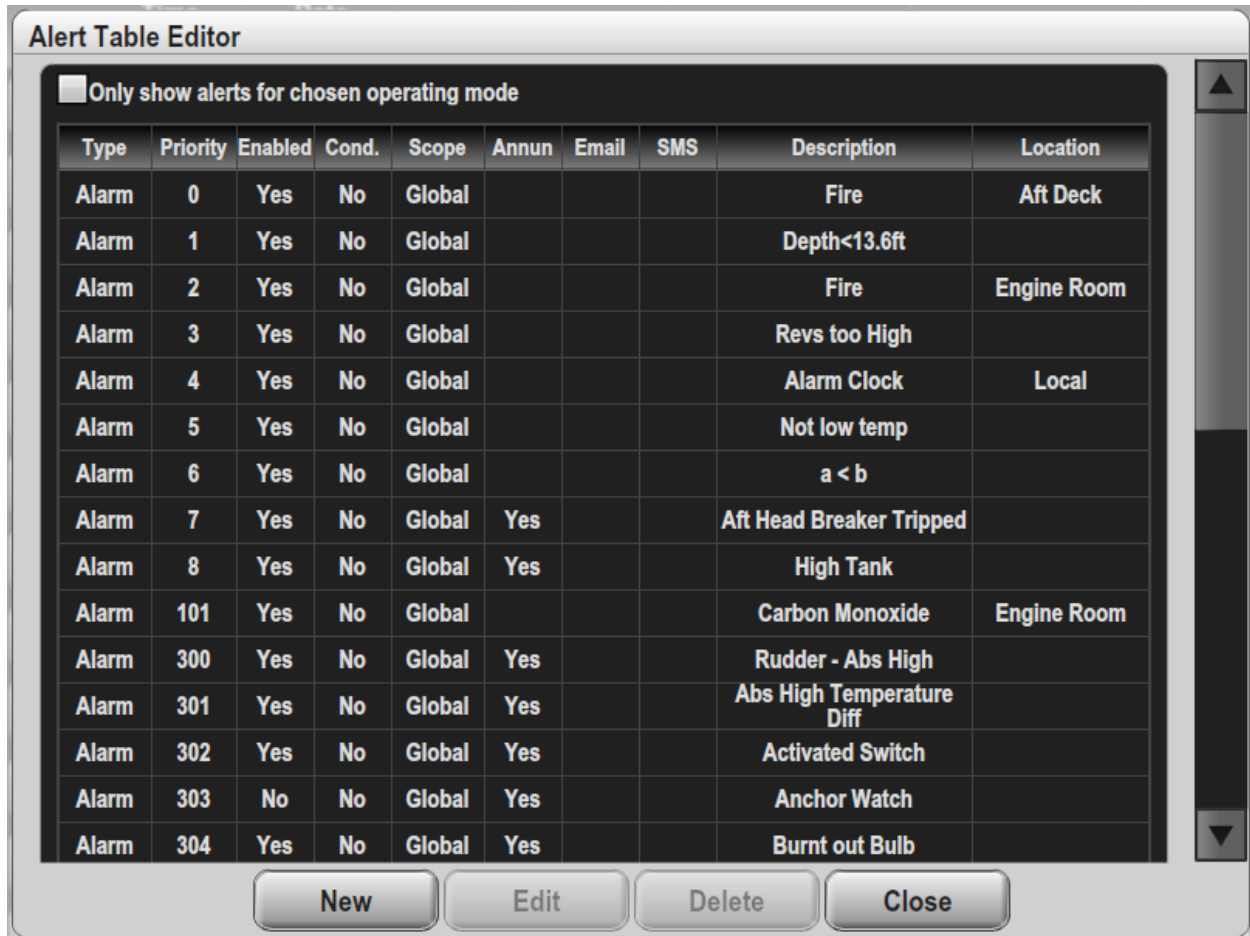 Alert Table Editor
Only show alerts for chosen operating mode
Type Priority Enabled Cond. Scope Annun Email SMS Description Location
Alarm 0 Yes No Global Fire Aft Deck
Alarm 1 Yes No Global Depth<13.6ft
Alarm 2 Yes No Global Fire Engine Room
Alarm 3 Yes No Global Revs too High
Alarm 4 Yes No Global Alarm Clock Local
Alarm 5 Yes No Global Not low temp
Alarm 6 Yes No Global a < b
Alarm 7 Yes No Global Yes Aft Head Breaker Tripped
Alarm 8 Yes No Global Yes High Tank
Alarm 101 Yes No Global Carbon Monoxide Engine Room
Alarm 300 Yes No Global Yes Rudder - Abs High
Alarm 301 Yes No Global Yes Abs High Temperature
Diff
Alarm 302 Yes No Global Yes Activated Switch
Alarm 303 No No Global Yes Anchor Watch
Alarm 304 Yes No Global Yes Burnt out Bulb
New Edit Delete Close